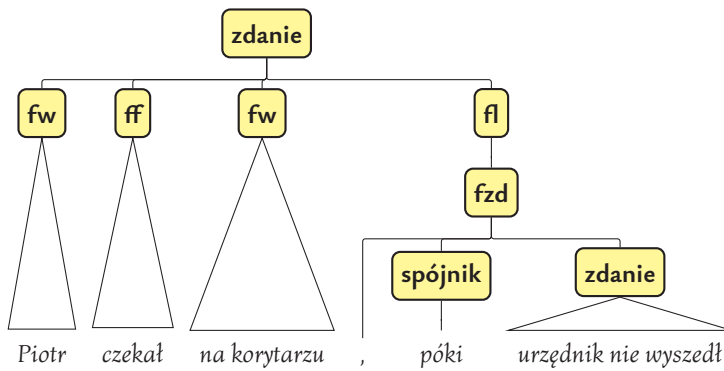 zdanie
fw ff fw fl
fzd
spójnik zdanie
Piotr czekał na korytarzu , póki urzędnik nie wyszedł